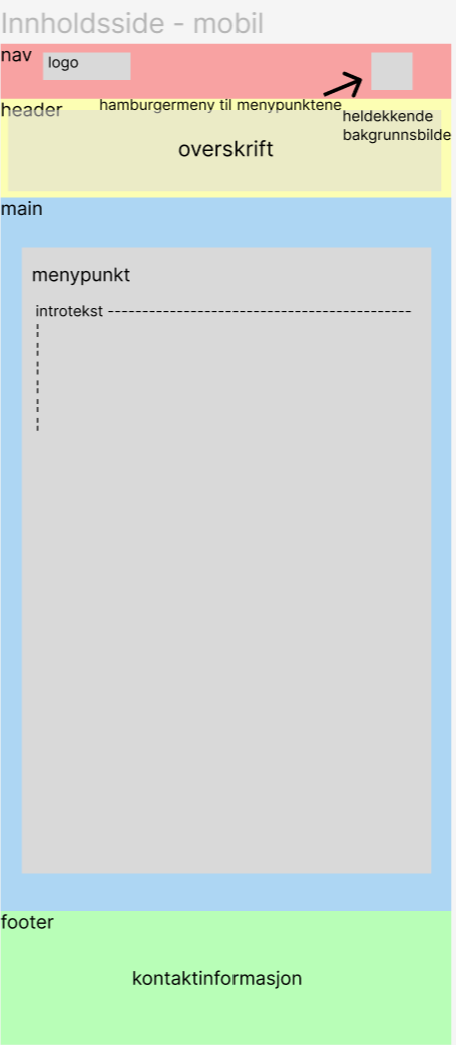 Innholdsside - mobil
nav
logo
hamburgermeny til menypunktene
header
heldekkende
bakgrunnsbilde
overskrift
main
menypunkt
introtekst
footer
kontaktinformasjon